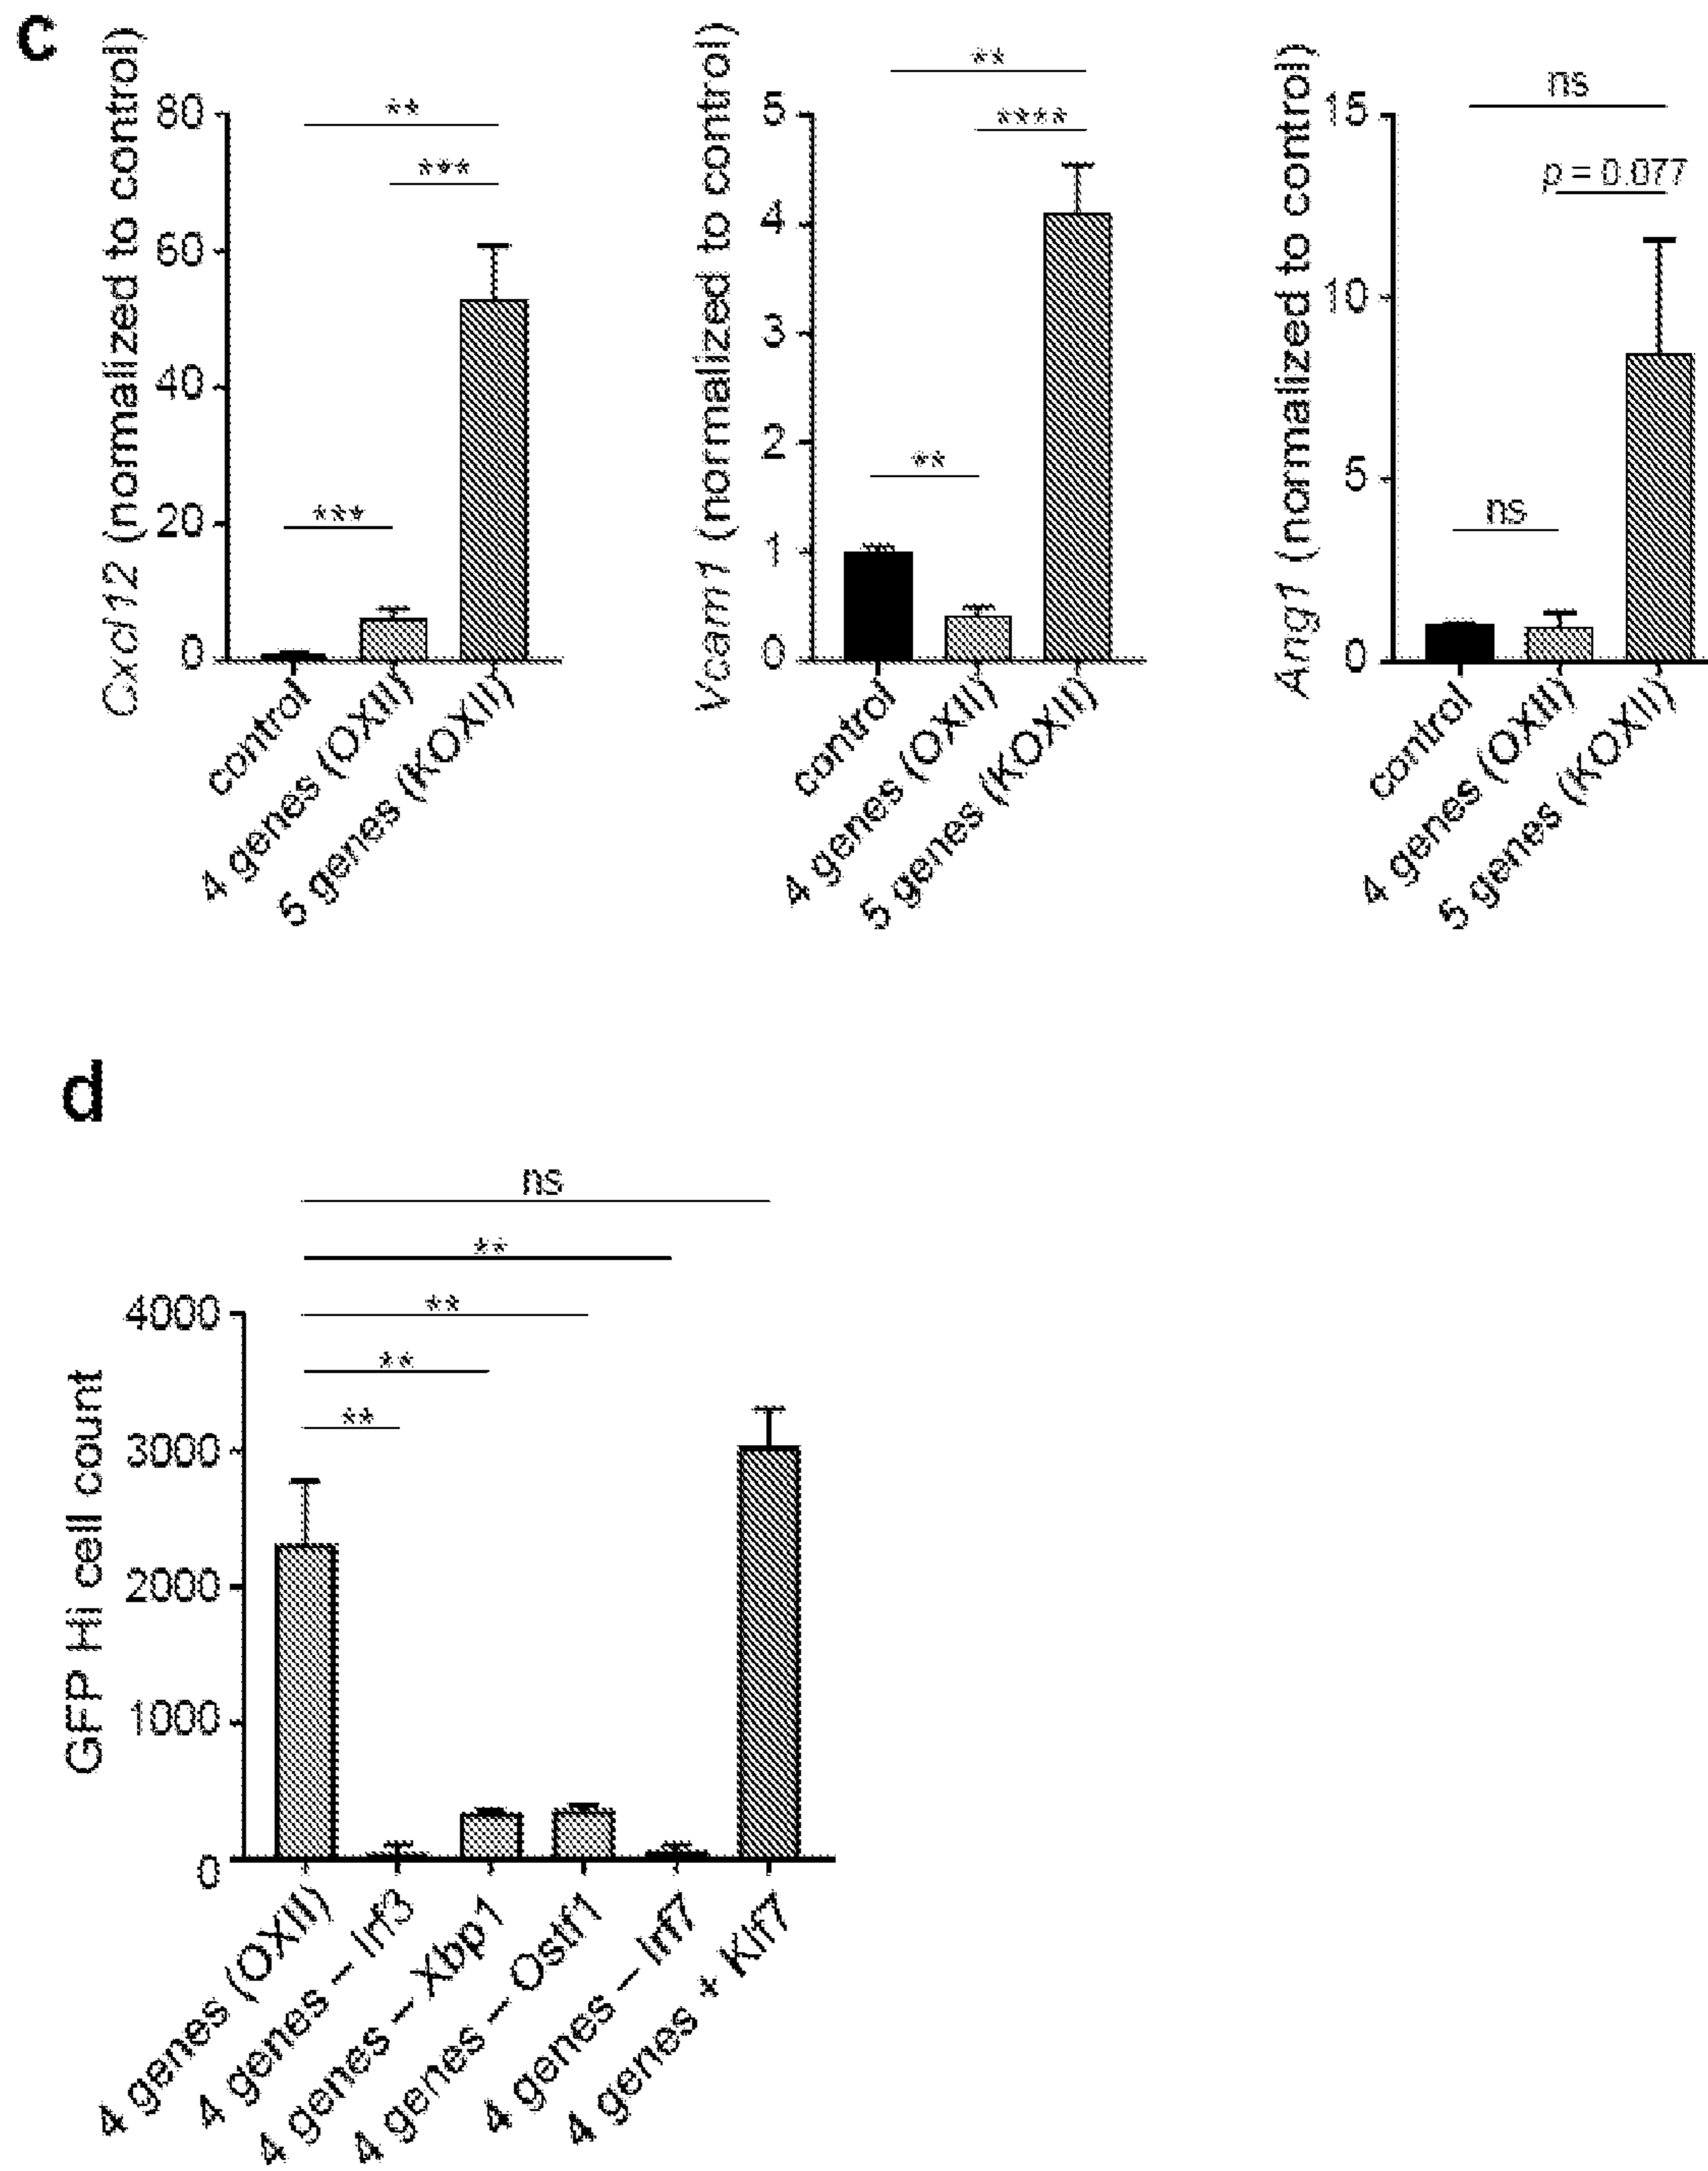 c
Cxcl12 (normalized to control)
80
60
40
20
0
**
***
***
control
4 genes (OXII)
5 genes (KOXII)
Vcam1 (normalized to control)
5
4
3
2
1
0
**
****
**
control
4 genes (OXII)
5 genes (KOXII)
Ang1 (normalized to control)
15
10
5
0
ns
p = 0.077
ns
control
4 genes (OXII)
5 genes (KOXII)
d
ns
**
**
**
**
GFP Hi cell count
4000
3000
2000
1000
0
4 genes (OXIII)
4 genes – Irf3
4 genes – Xbp1
4 genes – Ostf1
4 genes – Irf7
4 genes + Klf7